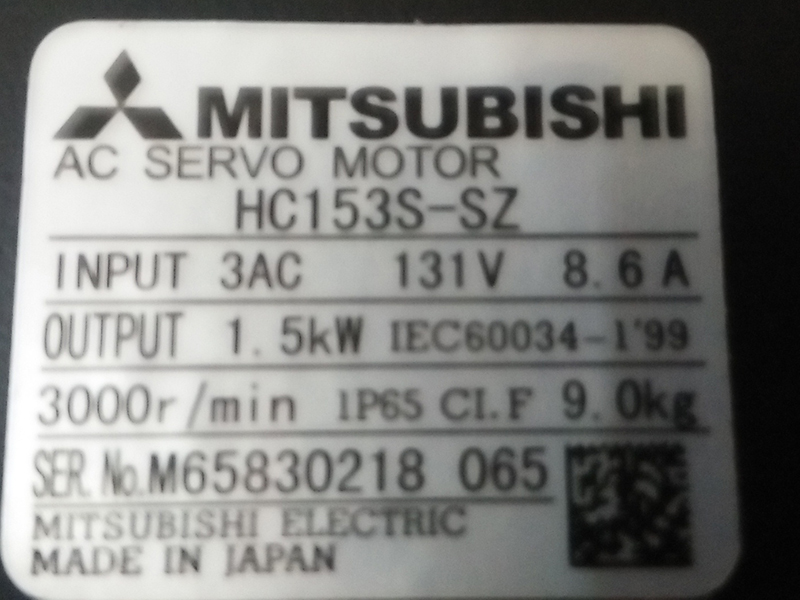 MITSUBISHI
AC SERVO MOTOR
HC153S-SZ
INPUT 3AC 131V 8.6A
OUTPUT 1.5kW IEC60034-1'99
3000r/min IP65 CI.F 9.0kg
SER.No.M65830218 065
MITSUBISHI ELECTRIC
MADE IN JAPAN